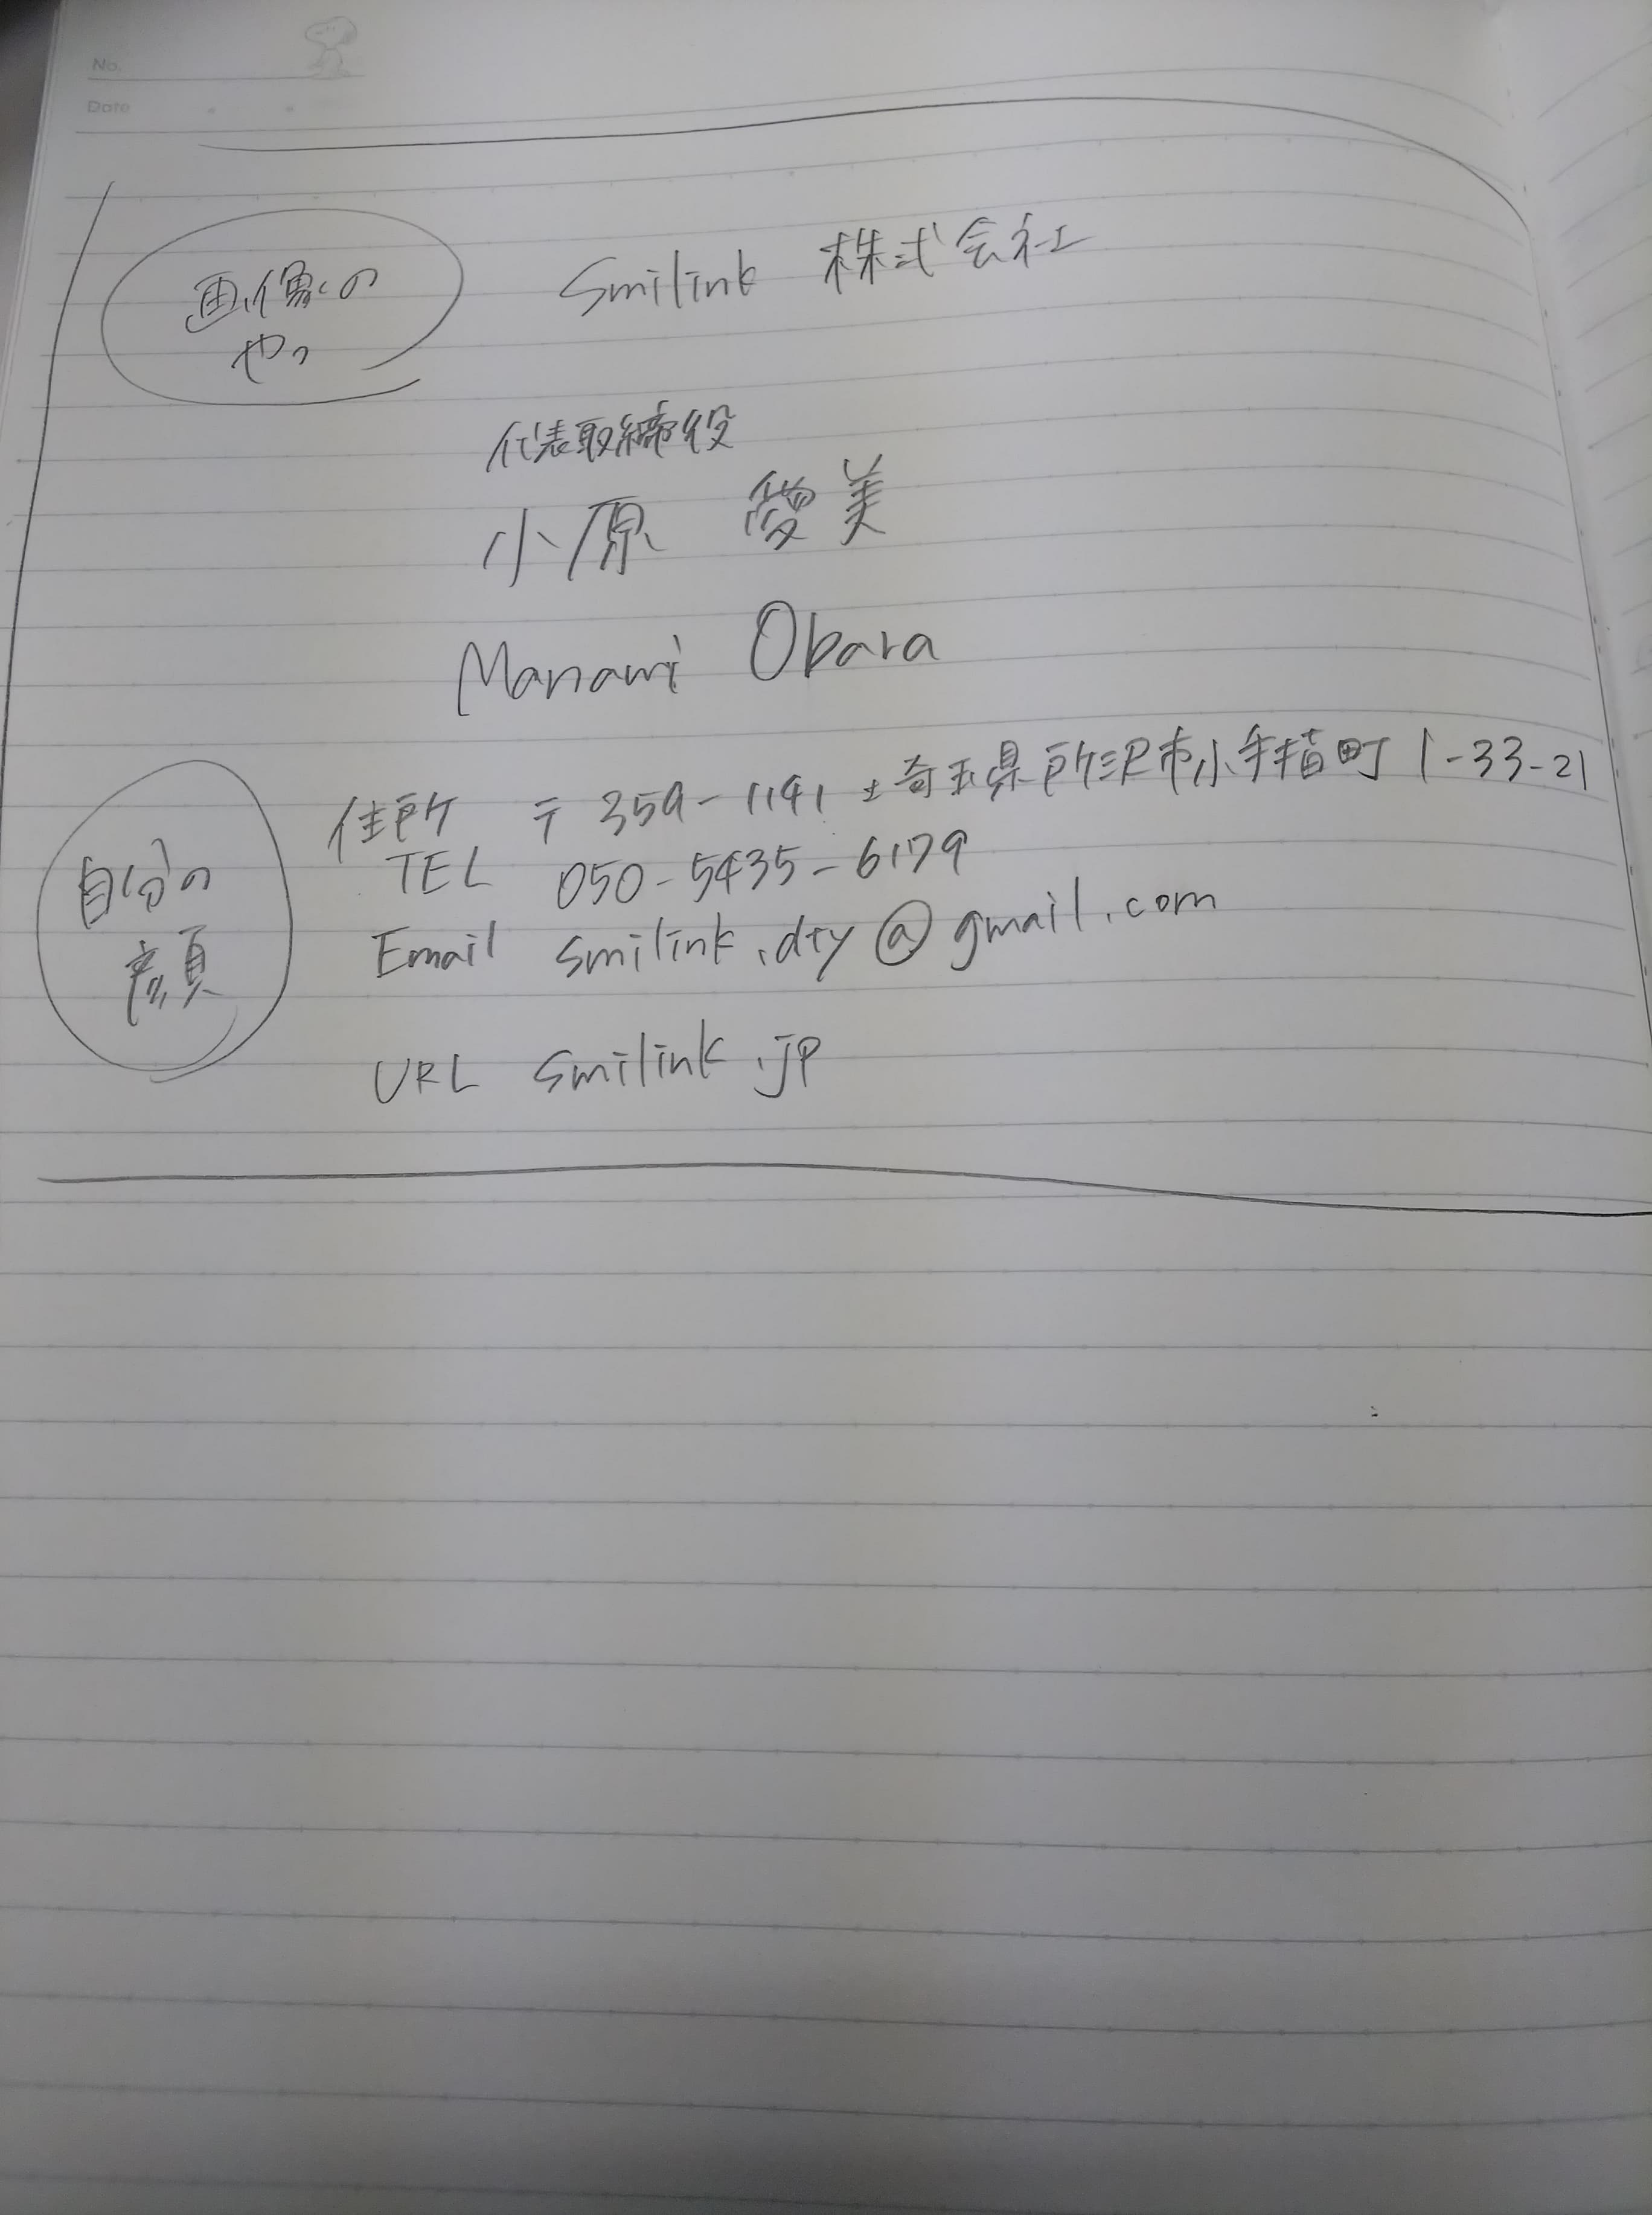 No.
Date
画像の
やつ
Smilink 株式会社
代表取締役
小原 愛美
Manami Obara
住所 〒359-1141 埼玉県所沢市小手指町 1-33-21
TEL 050-5435-6179
自分の
顔
Email smilink.dty@gmail.com
URL smilink.jp